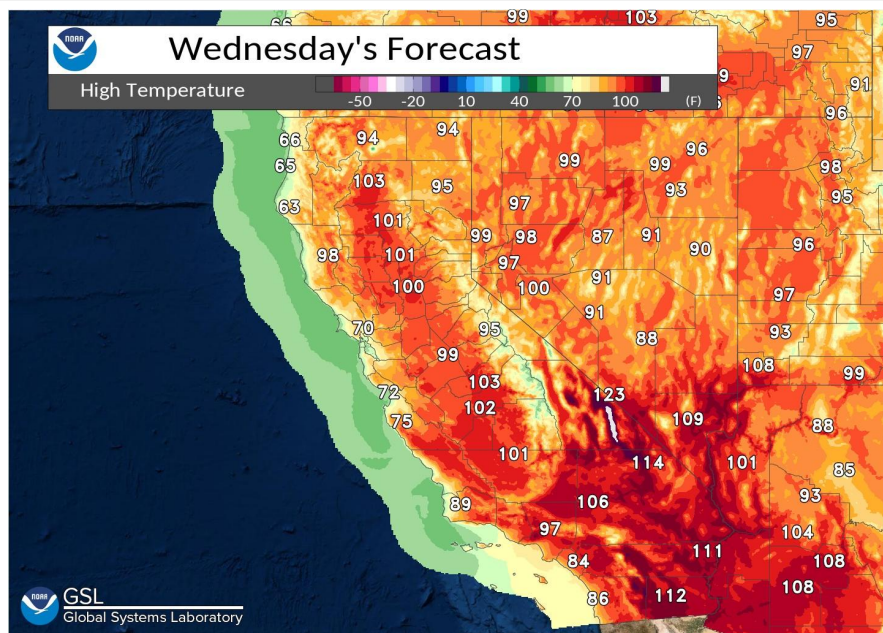 99 103 95
66
NOAA
Wednesday's Forecast
97
High Temperature
-50 -20 10 40 70 100 (F)
9
91
6
96
66 94 94
65 99 99 96 98
103 95 93 95
63 97
101
99 98 87 91 96
98 101 97 90
100 100 91 97
70 95 91 93
99 88
108 99
103 123
72 102 109 88
75
101 114 101 85
89 106 93
97 104
84 111 108
NOAA
GSL
Global Systems Laboratory
86 112 108